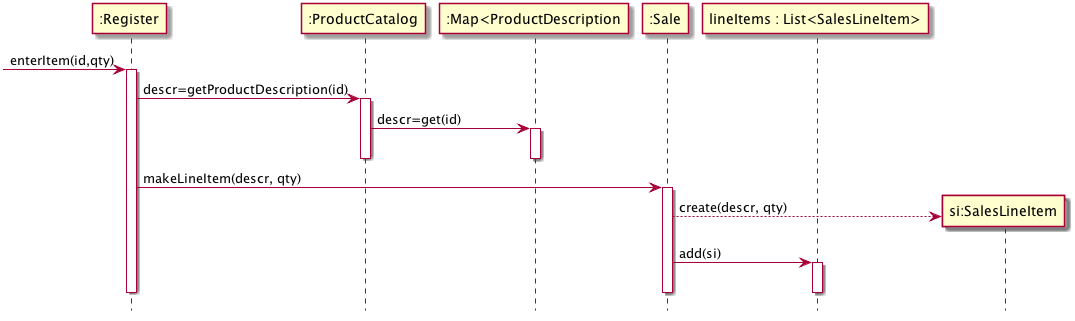 :Register
:ProductCatalog
:Map<ProductDescription
:Sale
lineItems : List<SalesLineItem>
enterItem(id,qty)
descr=getProductDescription(id)
descr=get(id)
makeLineItem(descr, qty)
create(descr, qty)
si:SalesLineItem
add(si)